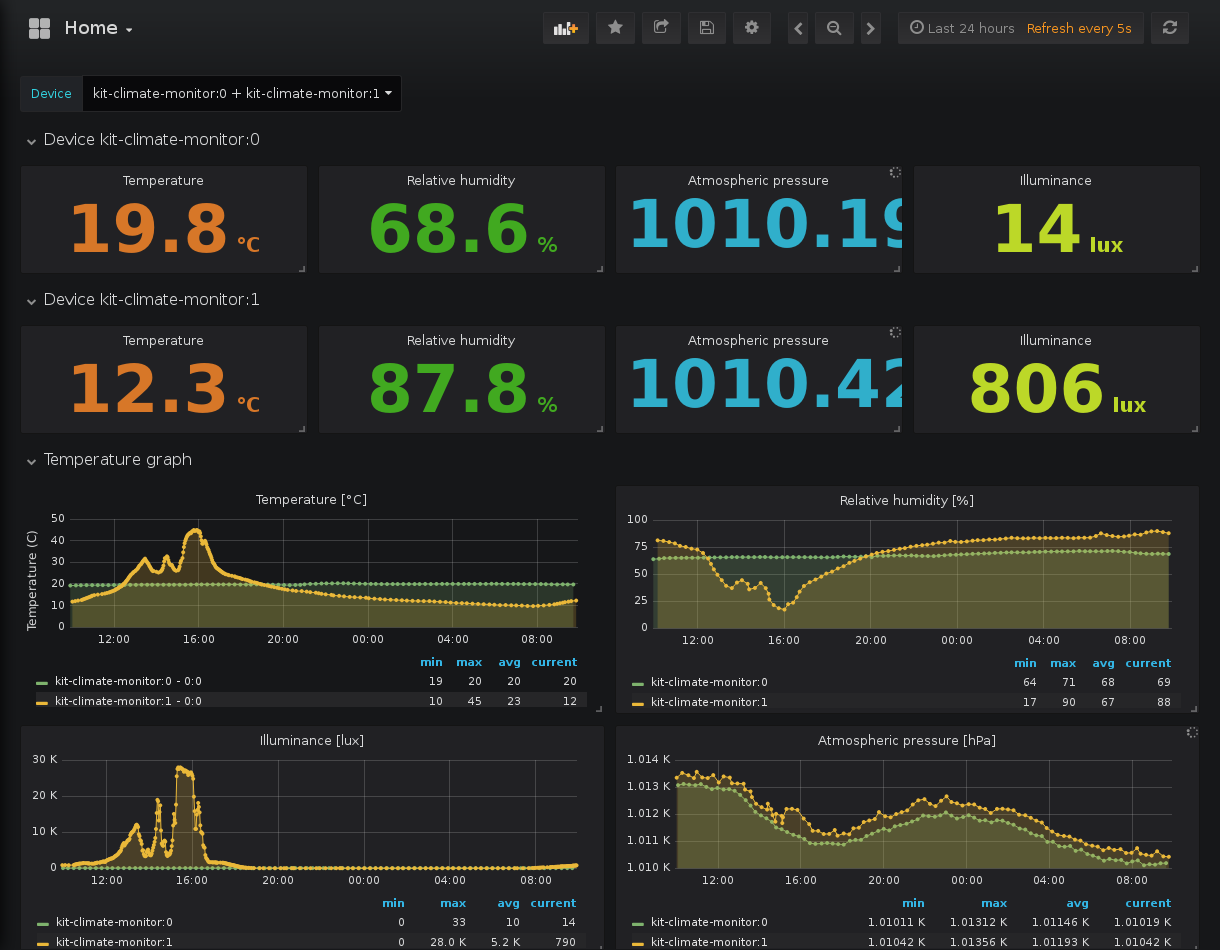 Home
Last 24 hours Refresh every 5s
Device kit-climate-monitor:0 + kit-climate-monitor:1
Device kit-climate-monitor:0
Temperature Relative humidity Atmospheric pressure Illuminance
19.8 °C 68.6 % 1010.19 14 lux
Device kit-climate-monitor:1
Temperature Relative humidity Atmospheric pressure Illuminance
12.3 °C 87.8 % 1010.42 806 lux
Temperature graph
Temperature [°C]
Temperature (C)
50
40
30
20
10
0
12:00 16:00 20:00 00:00 04:00 08:00
min max avg current
kit-climate-monitor:0 - 0:0 19 20 20 20
kit-climate-monitor:1 - 0:0 10 45 23 12
Relative humidity [%]
100
75
50
25
0
12:00 16:00 20:00 00:00 04:00 08:00
min max avg current
kit-climate-monitor:0 64 71 68 69
kit-climate-monitor:1 17 90 67 88
Illuminance [lux]
30 K
20 K
10 K
0
12:00 16:00 20:00 00:00 04:00 08:00
min max avg current
kit-climate-monitor:0 0 33 10 14
kit-climate-monitor:1 0 28.0 K 5.2 K 790
Atmospheric pressure [hPa]
1.014 K
1.013 K
1.012 K
1.011 K
1.010 K
12:00 16:00 20:00 00:00 04:00 08:00
min max avg current
kit-climate-monitor:0 1.01011 K 1.01312 K 1.01146 K 1.01019 K
kit-climate-monitor:1 1.01042 K 1.01356 K 1.01193 K 1.01042 K